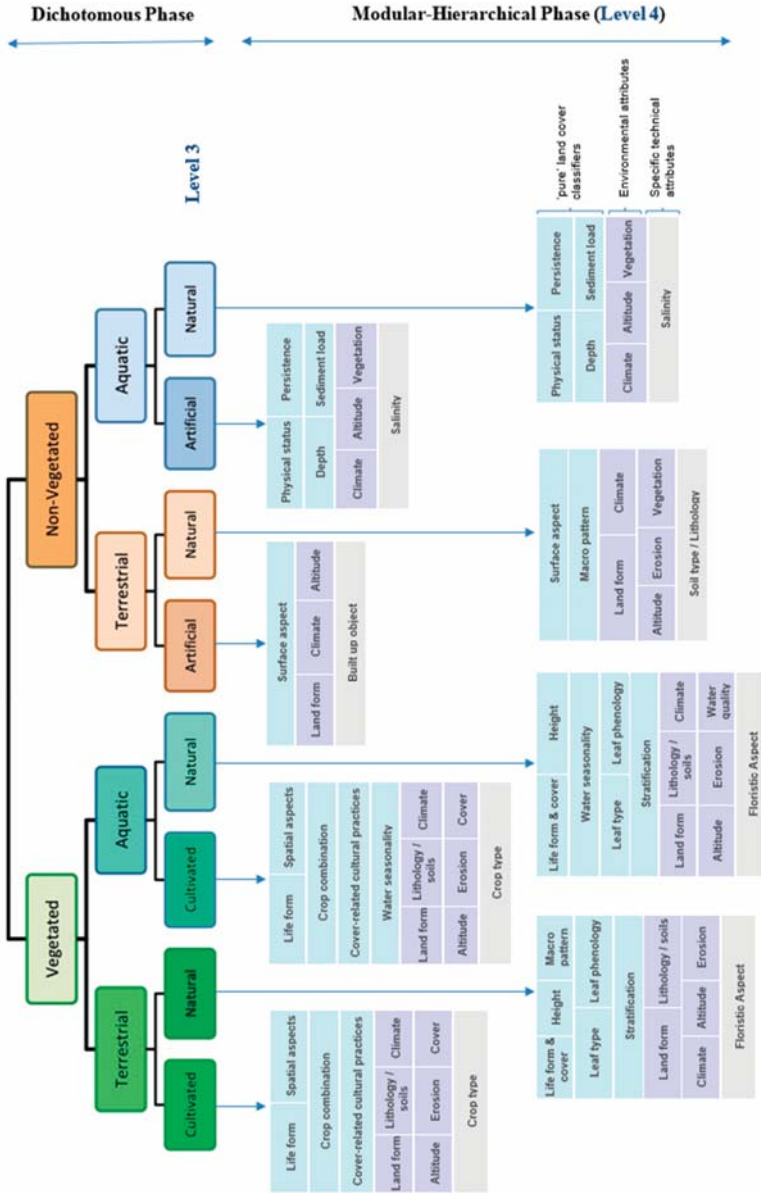 Dichotomous Phase
Modular-Hierarchical Phase (Level 4)
Level 3
Vegetated
Non-Vegetated
Terrestrial
Aquatic
Terrestrial
Aquatic
Cultivated
Natural
Cultivated
Natural
Artificial
Natural
Artificial
Natural
Life form
Spatial aspects
Crop combination
Cover-related cultural practices
Land form
Lithology /
soils
Climate
Altitude
Erosion
Cover
Crop type
Life form &
cover
Height
Macro
pattern
Leaf type
Leaf phenology
Stratification
Land form
Lithology / soils
Climate
Altitude
Erosion
Floristic Aspect
Life form
Spatial aspects
Crop combination
Cover-related cultural practices
Water seasonality
Land form
Lithology /
soils
Climate
Altitude
Erosion
Cover
Crop type
Life form & cover
Height
Water seasonality
Leaf type
Leaf phenology
Stratification
Land form
Lithology /
soils
Climate
Altitude
Erosion
Water
quality
Floristic Aspect
Surface aspect
Land form
Climate
Altitude
Built up object
Surface aspect
Macro pattern
Land form
Climate
Altitude
Erosion
Vegetation
Soil type / Lithology
Physical status
Persistence
Depth
Sediment load
Climate
Altitude
Vegetation
Salinity
Physical status
Persistence
Depth
Sediment load
Climate
Altitude
Vegetation
Salinity
'pure' land cover
classifiers
Environmental attributes
Specific technical
attributes